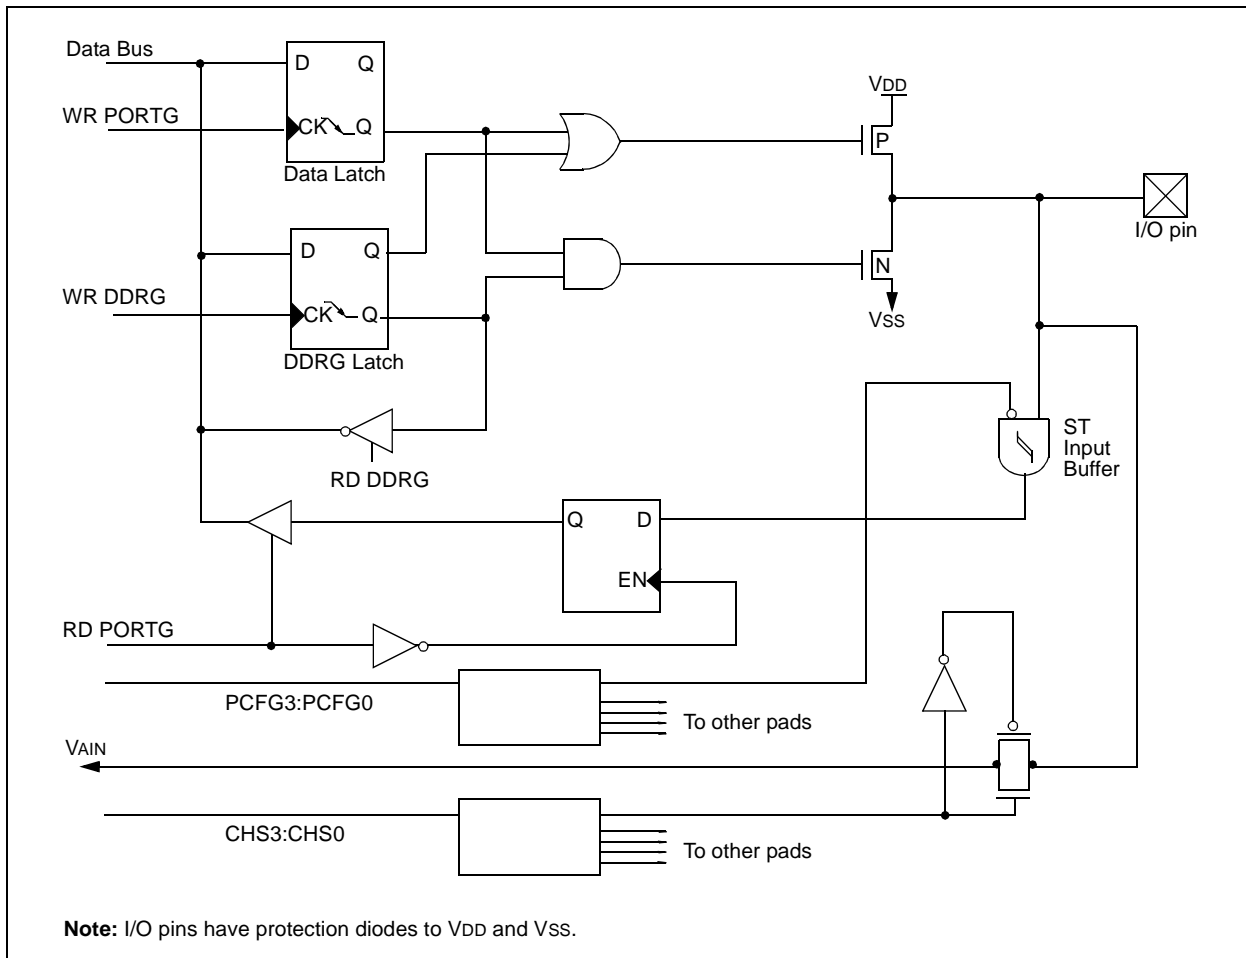 Data Bus
D Q
VDD
WR PORTG
CK Q
P
Data Latch
I/O pin
D Q
N
WR DDRG
CK Q
VSS
DDRG Latch
ST
Input
Buffer
RD DDRG
Q D
EN
RD PORTG
PCFG3:PCFG0
To other pads
VAIN
CHS3:CHS0
To other pads
Note: I/O pins have protection diodes to VDD and VSS.